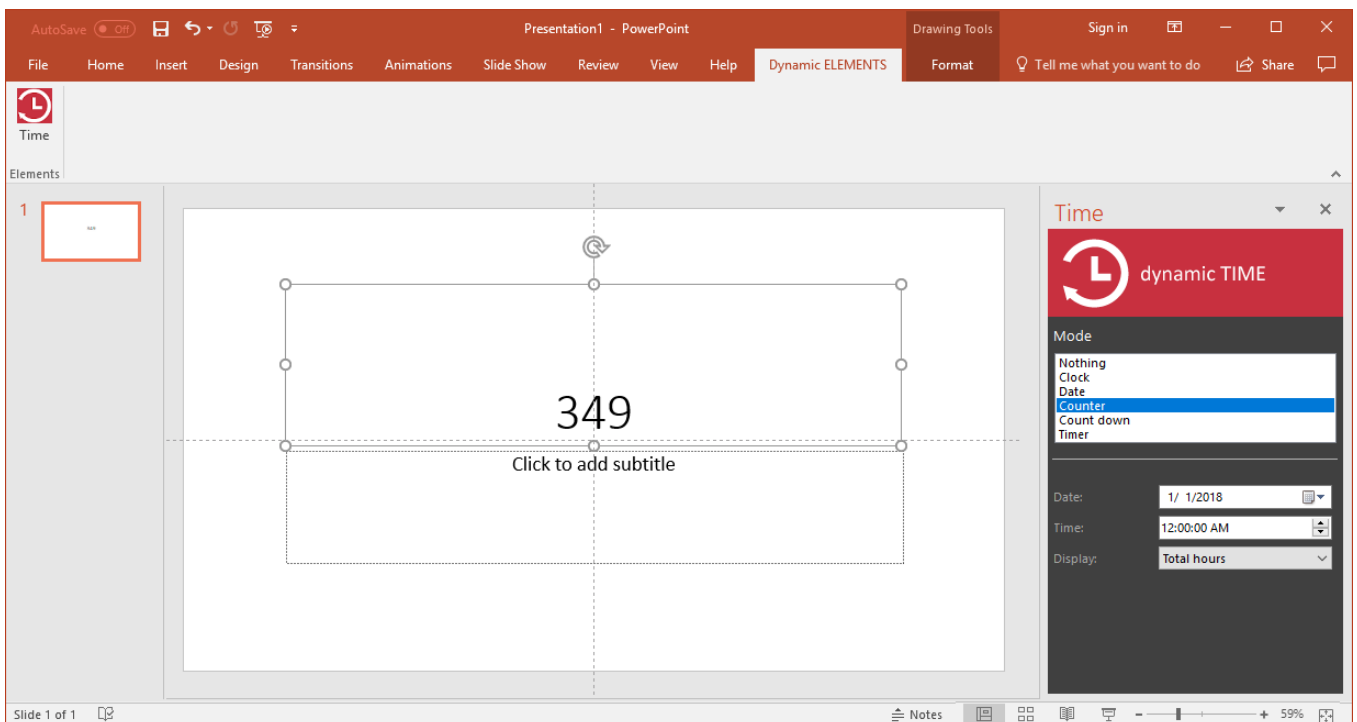 AutoSave Off Presentation1 - PowerPoint Drawing Tools Sign in
File Home Insert Design Transitions Animations Slide Show Review View Help Dynamic ELEMENTS Format Tell me what you want to do Share
Time
Elements
1
Time
dynamic TIME
Mode
Nothing
Clock
Date
Counter
Count down
Timer
349
Click to add subtitle
Date: 1/ 1/2018
Time: 12:00:00 AM
Display: Total hours
Slide 1 of 1 Notes - + 59%